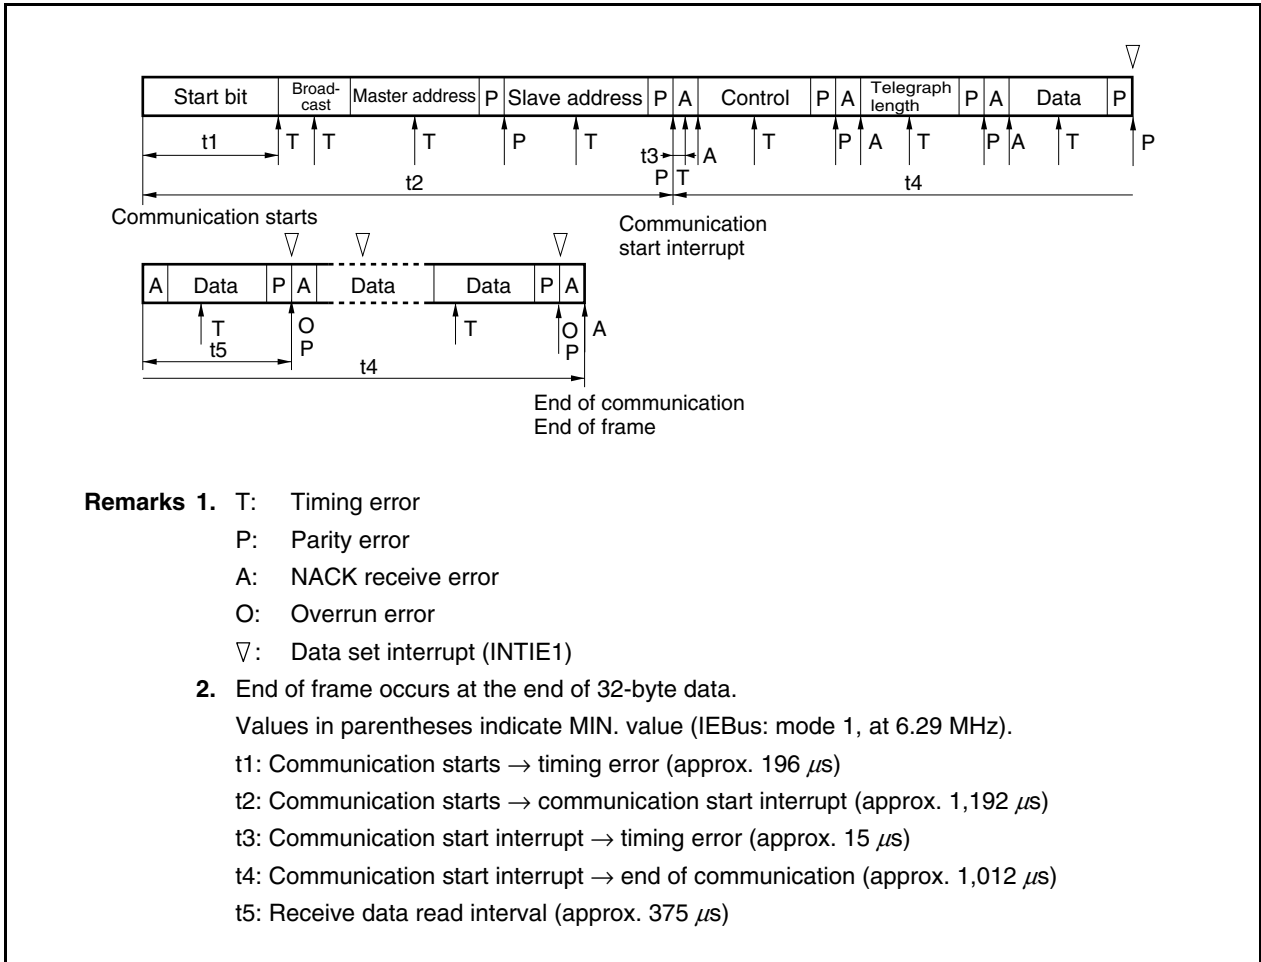 Start bit Broad- cast Master address P Slave address P A Control P A Telegraph length P A Data P
t1 T T T P T t3 A T P A T P A T P
P T
t2 t4
Communication starts
Communication
start interrupt
A Data P A Data Data P A
T O T O A
t5 P P
t4
End of communication
End of frame
Remarks 1. T: Timing error
P: Parity error
A: NACK receive error
O: Overrun error
▽: Data set interrupt (INTIE1)
2. End of frame occurs at the end of 32-byte data.
Values in parentheses indicate MIN. value (IEBus: mode 1, at 6.29 MHz).
t1: Communication starts → timing error (approx. 196 μs)
t2: Communication starts → communication start interrupt (approx. 1,192 μs)
t3: Communication start interrupt → timing error (approx. 15 μs)
t4: Communication start interrupt → end of communication (approx. 1,012 μs)
t5: Receive data read interval (approx. 375 μs)